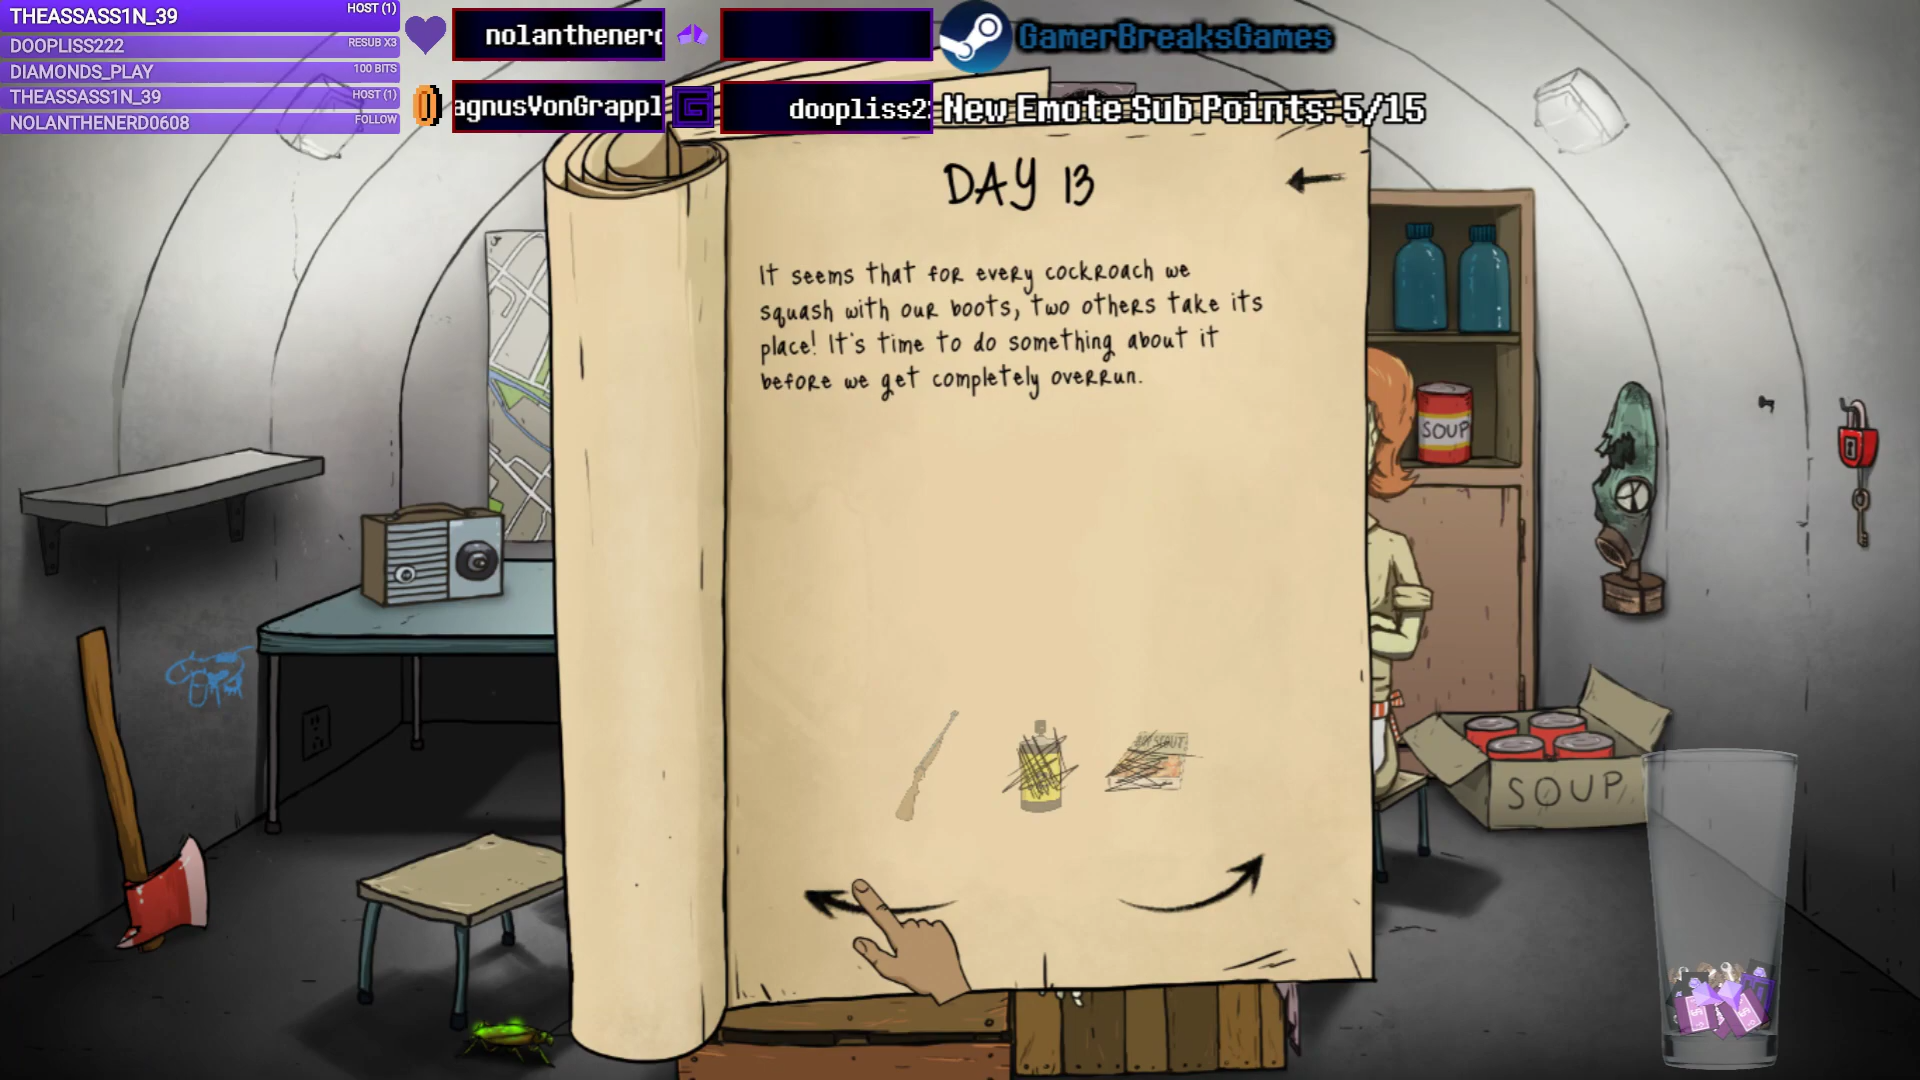 THEASSASS1N_39 HOST (1)
DOOPLISS222 RESUB X3
DIAMONDS_PLAY 100 BITS
THEASSASS1N_39 HOST (1)
NOLANTHENERD0608 FOLLOW
nolanthenerd
agnusVonGrappl
doopliss22
GamerBreaksGames
New Emote Sub Points: 5/15
DAY 13
It seems that for every cockroach we
squash with our boots, two others take its
place! It's time to do something about it
before we get completely overrun.
SOUP
SOUP